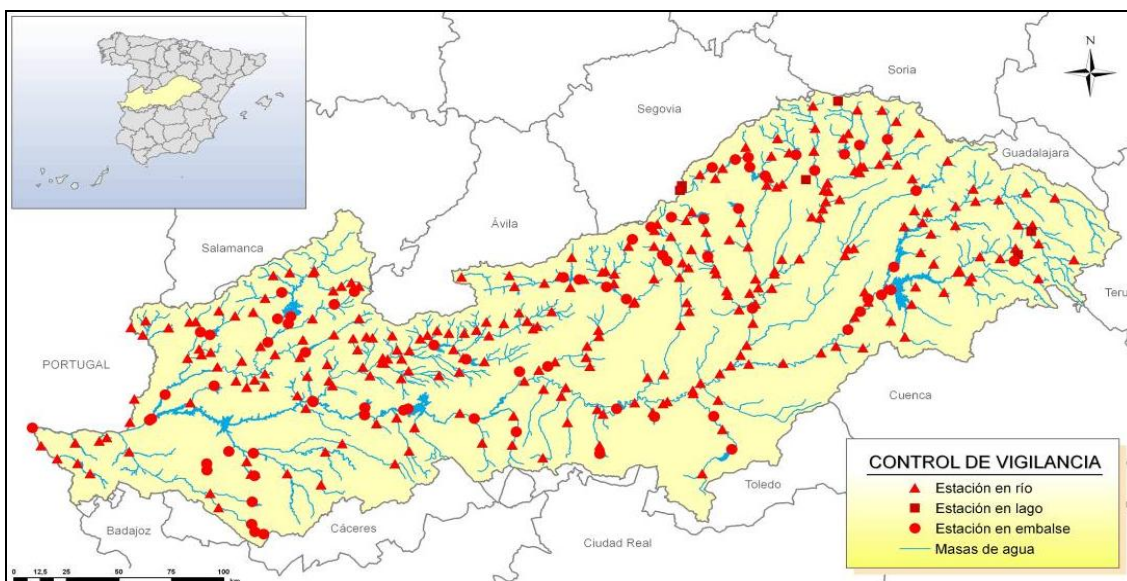 N
Soria
Segovia
Guadalajara
Ávila
Salamanca
Teru
PORTUGAL
Cuenca
CONTROL DE VIGILANCIA
Estación en río
Estación en lago
Estación en embalse
Masas de agua
Toledo
Badajoz
Cáceres
Ciudad Real
0 12,5 25 50 75 100
km